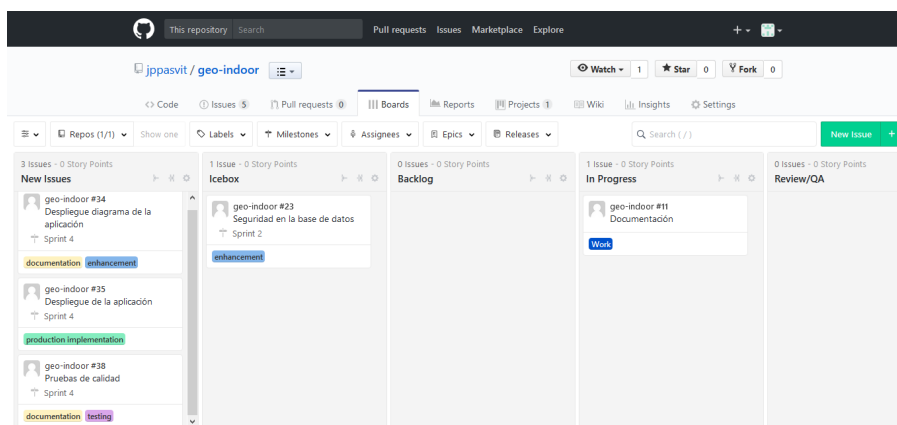 This repository Search Pull requests Issues Marketplace Explore
jppasvit / geo-indoor Watch 1 Star 0 Fork 0
Code Issues 5 Pull requests 0 Boards Reports Projects 1 Wiki Insights Settings
Repos (1/1) Show one Labels Milestones Assignees Epics Releases Search ( / ) New Issue +
3 Issues - 0 Story Points
New Issues
geo-indoor #34
Despliegue diagrama de la
aplicación
Sprint 4
documentation enhancement
geo-indoor #35
Despliegue de la aplicación
Sprint 4
production implementation
geo-indoor #38
Pruebas de calidad
Sprint 4
documentation testing
1 Issue - 0 Story Points
Icebox
geo-indoor #23
Seguridad en la base de datos
Sprint 2
enhancement
0 Issues - 0 Story Points
Backlog
1 Issue - 0 Story Points
In Progress
geo-indoor #11
Documentación
Work
0 Issues - 0 Story Points
Review/QA